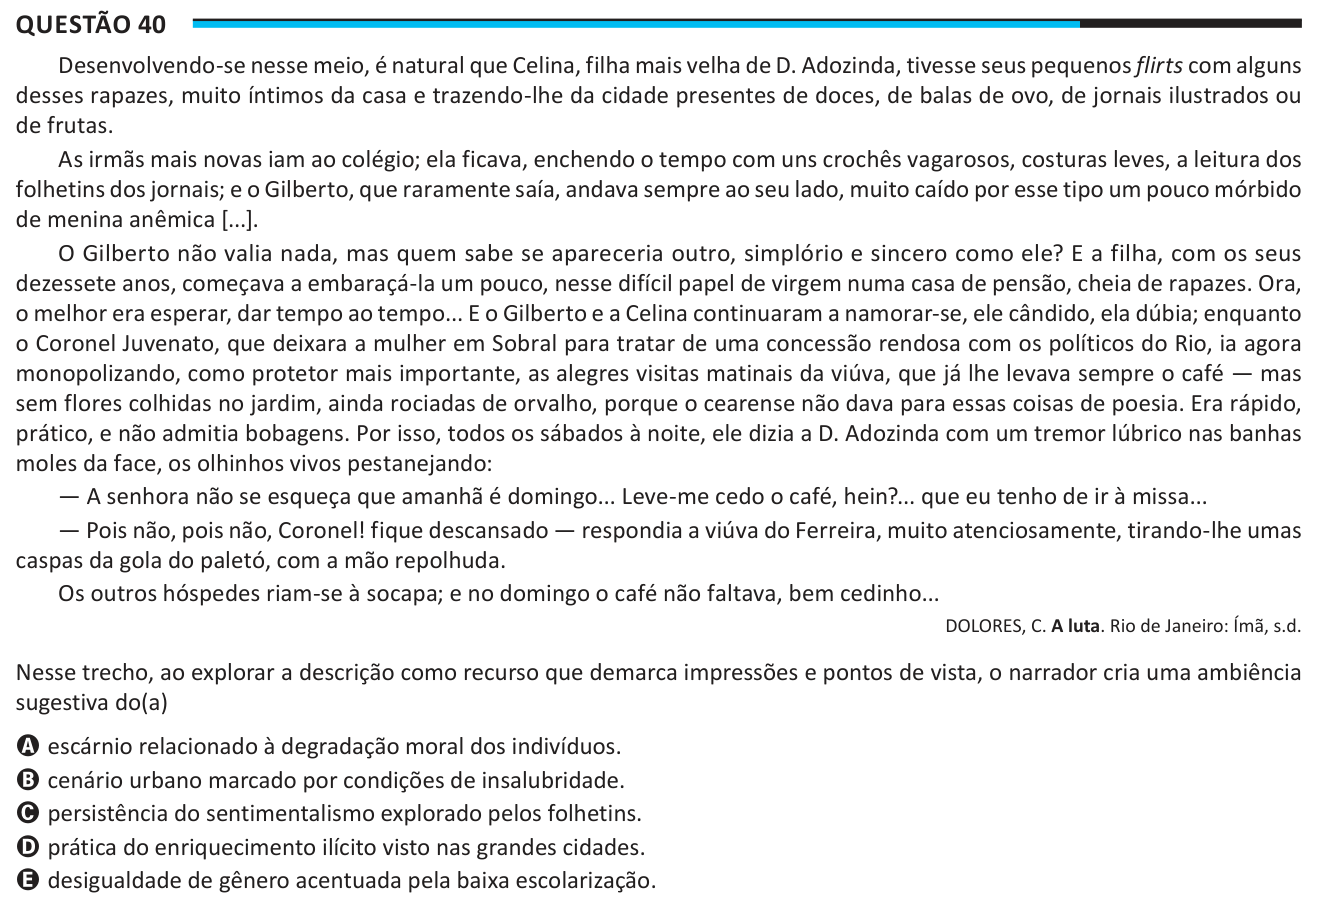 QUESTÃO 40
Desenvolvendo-se nesse meio, é natural que Celina, filha mais velha de D. Adozinda, tivesse seus pequenos flirts com alguns
desses rapazes, muito íntimos da casa e trazendo-lhe da cidade presentes de doces, de balas de ovo, de jornais ilustrados ou
de frutas.
As irmãs mais novas iam ao colégio; ela ficava, enchendo o tempo com uns crochês vagarosos, costuras leves, a leitura dos
folhetins dos jornais; e o Gilberto, que raramente saía, andava sempre ao seu lado, muito caído por esse tipo um pouco mórbido
de menina anêmica [...].
O Gilberto não valia nada, mas quem sabe se apareceria outro, simplório e sincero como ele? E a filha, com os seus
dezessete anos, começava a embaraçá-la um pouco, nesse difícil papel de virgem numa casa de pensão, cheia de rapazes. Ora,
o melhor era esperar, dar tempo ao tempo... E o Gilberto e a Celina continuaram a namorar-se, ele cândido, ela dúbia; enquanto
o Coronel Juvenato, que deixara a mulher em Sobral para tratar de uma concessão rendosa com os políticos do Rio, ia agora
monopolizando, como protetor mais importante, as alegres visitas matinais da viúva, que já lhe levava sempre o café — mas
sem flores colhidas no jardim, ainda rociadas de orvalho, porque o cearense não dava para essas coisas de poesia. Era rápido,
prático, e não admitia bobagens. Por isso, todos os sábados à noite, ele dizia a D. Adozinda com um tremor lúbrico nas banhas
moles da face, os olhinhos vivos pestanejando:
— A senhora não se esqueça que amanhã é domingo... Leve-me cedo o café, hein?... que eu tenho de ir à missa...
— Pois não, pois não, Coronel! fique descansado — respondia a viúva do Ferreira, muito atenciosamente, tirando-lhe umas
caspas da gola do paletó, com a mão repolhuda.
Os outros hóspedes riam-se à socapa; e no domingo o café não faltava, bem cedinho...
DOLORES, C. A luta. Rio de Janeiro: Ímã, s.d.
Nesse trecho, ao explorar a descrição como recurso que demarca impressões e pontos de vista, o narrador cria uma ambiência
sugestiva do(a)
A escárnio relacionado à degradação moral dos indivíduos.
B cenário urbano marcado por condições de insalubridade.
C persistência do sentimentalismo explorado pelos folhetins.
D prática do enriquecimento ilícito visto nas grandes cidades.
E desigualdade de gênero acentuada pela baixa escolarização.